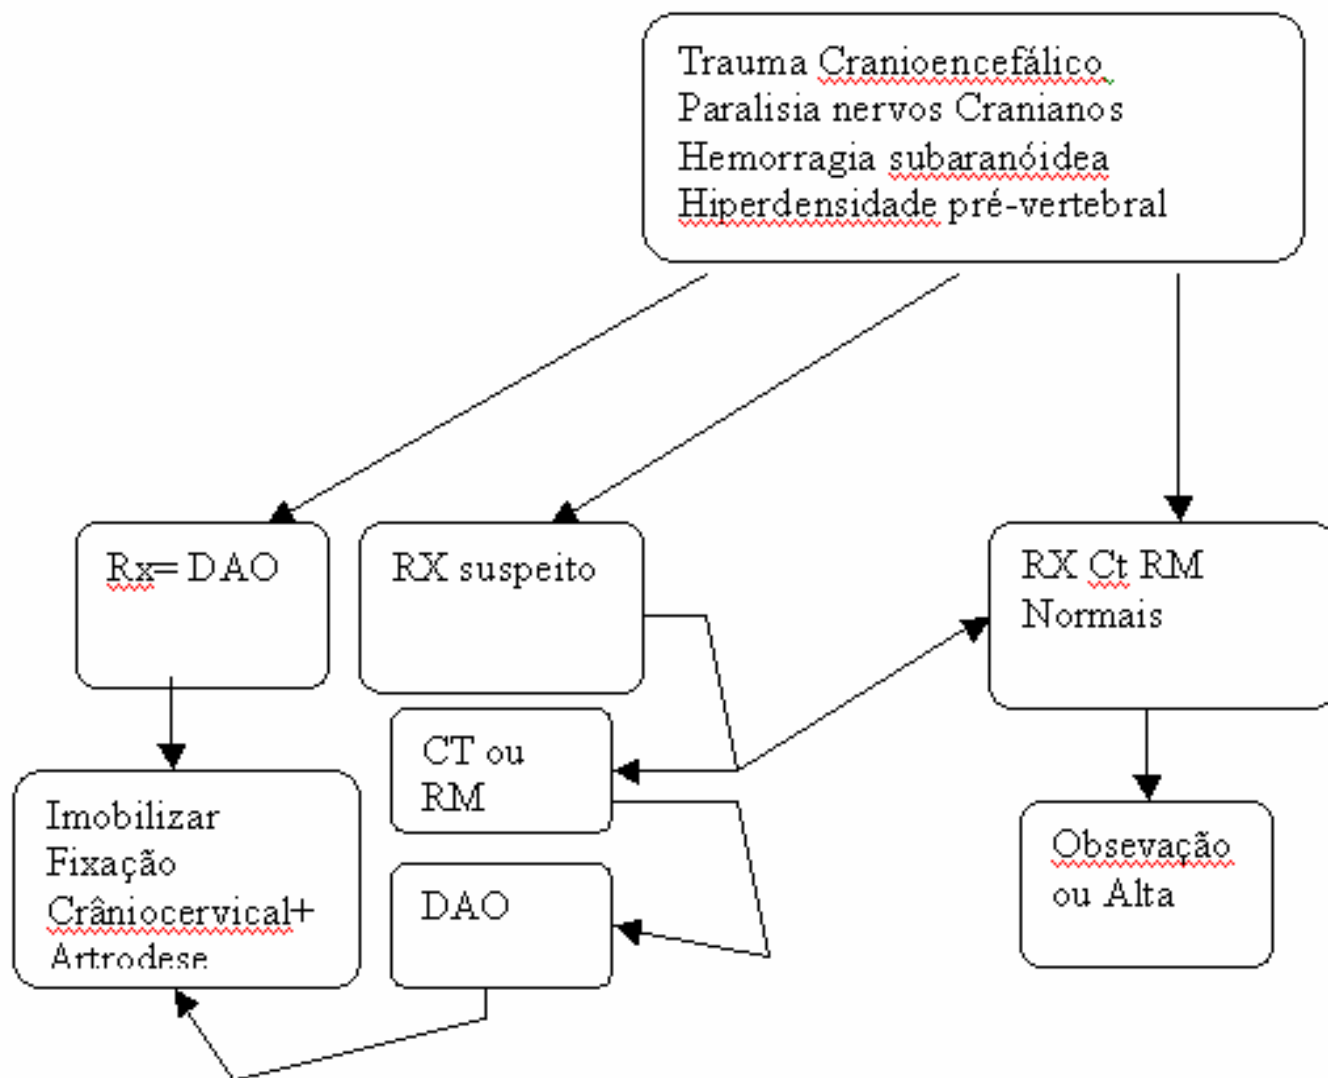 Trauma Cranioencefálico,
Paralisia nervos Cranianos
Hemorragia subaranóidea
Hiperdensidade pré-vertebral
Rx= DAO
RX suspeito
RX Ct RM
Normais
CT ou
RM
Imobilizar
Fixação
Crâniocervical+
Artrodese
DAO
Obsevação
ou Alta